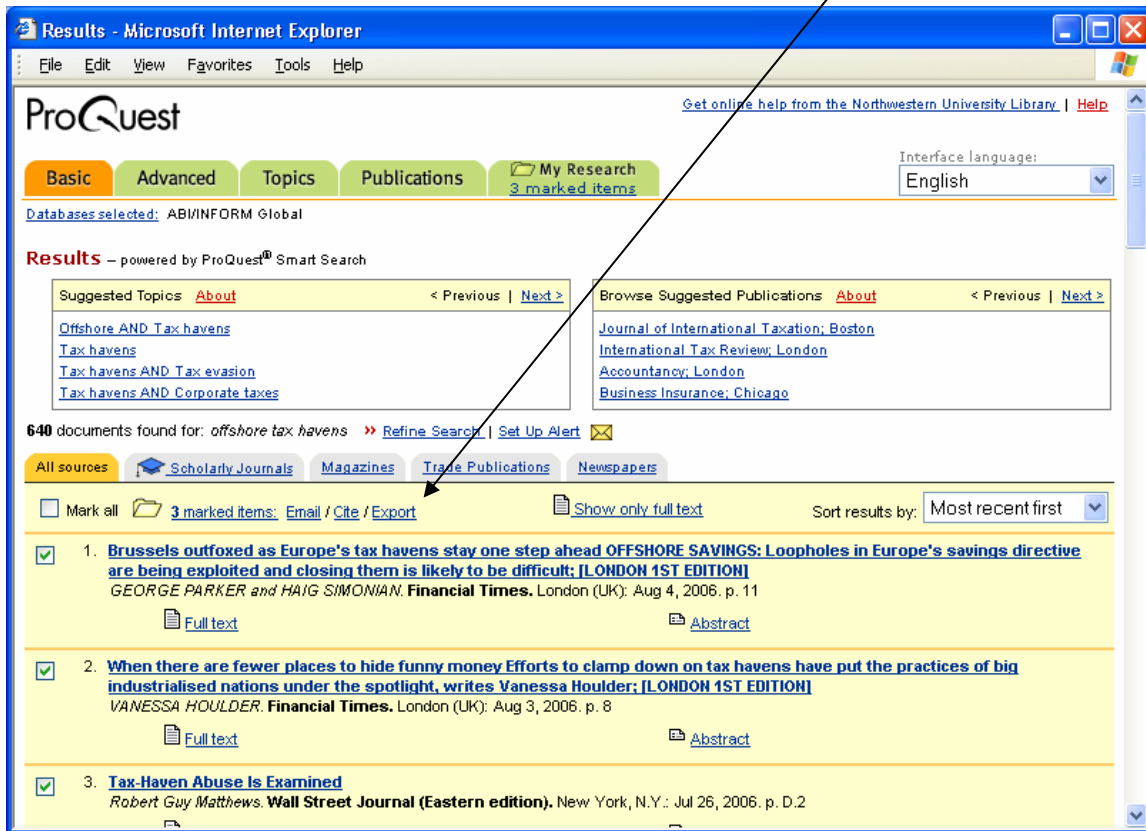 Results - Microsoft Internet Explorer
File Edit View Favorites Tools Help
ProQuest
Get online help from the Northwestern University Library | Help
Basic Advanced Topics Publications My Research
3 marked items
Interface language:
English
Databases selected: ABI/INFORM Global
Results – powered by ProQuest® Smart Search
Suggested Topics About < Previous | Next >
Offshore AND Tax havens
Tax havens
Tax havens AND Tax evasion
Tax havens AND Corporate taxes
Browse Suggested Publications About < Previous | Next >
Journal of International Taxation; Boston
International Tax Review; London
Accountancy; London
Business Insurance; Chicago
640 documents found for: offshore tax havens » Refine Search | Set Up Alert
All sources Scholarly Journals Magazines Trade Publications Newspapers
Mark all 3 marked items: Email / Cite / Export Show only full text Sort results by: Most recent first
1. Brussels outfoxed as Europe's tax havens stay one step ahead OFFSHORE SAVINGS: Loopholes in Europe's savings directive
are being exploited and closing them is likely to be difficult; [LONDON 1ST EDITION]
GEORGE PARKER and HAIG SIMONIAN. Financial Times. London (UK): Aug 4, 2006. p. 11
Full text Abstract
2. When there are fewer places to hide funny money Efforts to clamp down on tax havens have put the practices of big
industrialised nations under the spotlight, writes Vanessa Houlder; [LONDON 1ST EDITION]
VANESSA HOULDER. Financial Times. London (UK): Aug 3, 2006. p. 8
Full text Abstract
3. Tax-Haven Abuse Is Examined
Robert Guy Matthews. Wall Street Journal (Eastern edition). New York, N.Y.: Jul 26, 2006. p. D.2